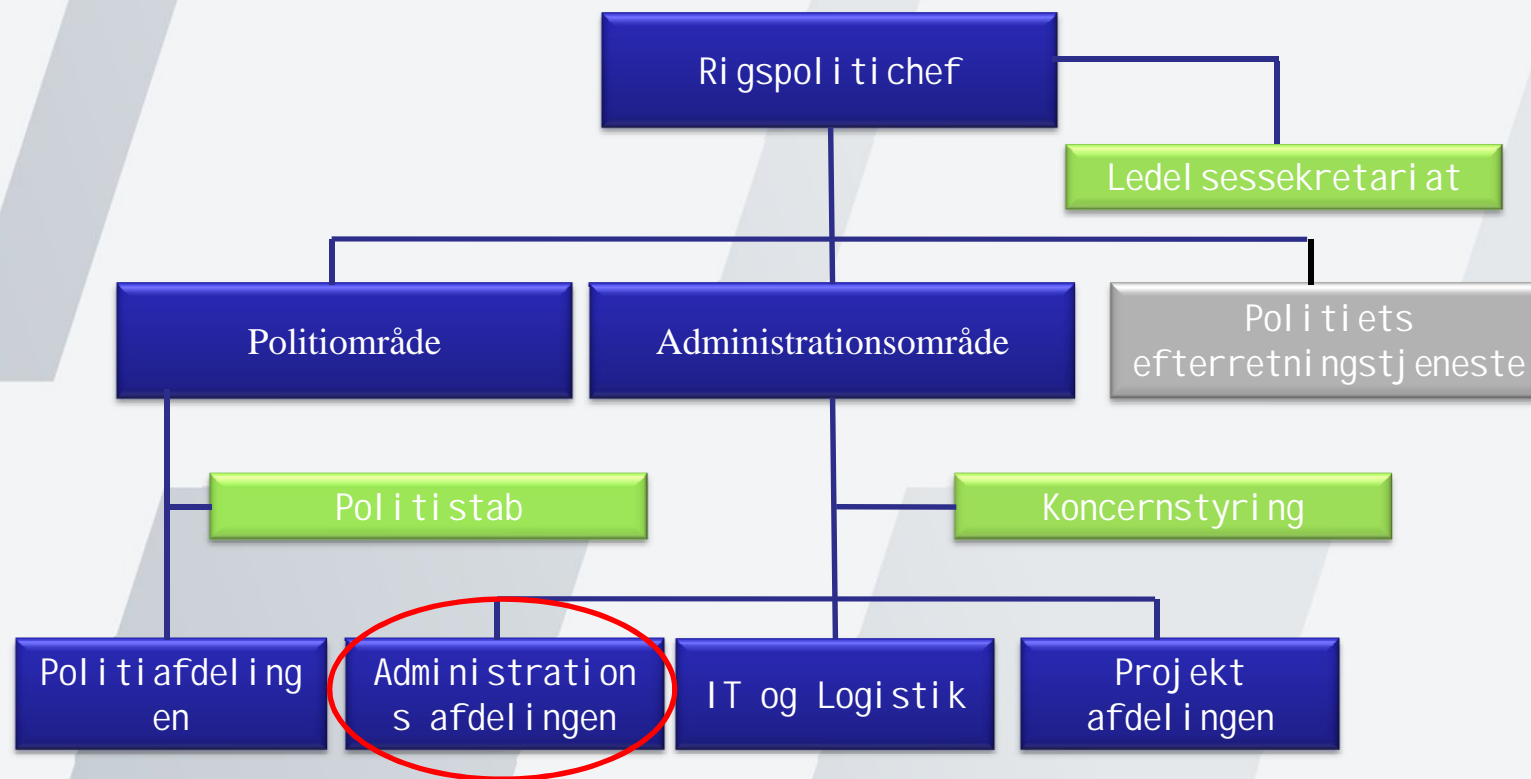 Rigspolitichef
Ledelsessekretariat
Politiområde
Administrationsområde
Politiets
efterretningstjeneste
Politistab
Koncernstyring
Politiafdeling
en
Administration
s afdelingen
IT og Logistik
Projekt
afdelingen